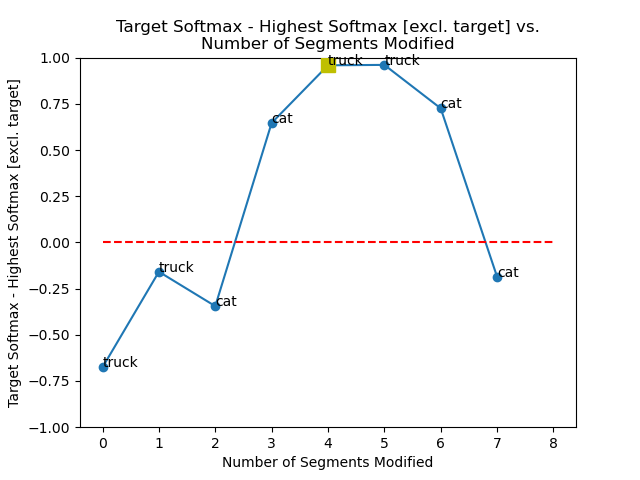 Target Softmax - Highest Softmax [excl. target] vs.
Number of Segments Modified
Target Softmax - Highest Softmax [excl. target]
1.00
0.75
0.50
0.25
0.00
−0.25
−0.50
−0.75
−1.00
truck
truck
cat
cat
truck
truck
cat
cat
0 1 2 3 4 5 6 7 8
Number of Segments Modified